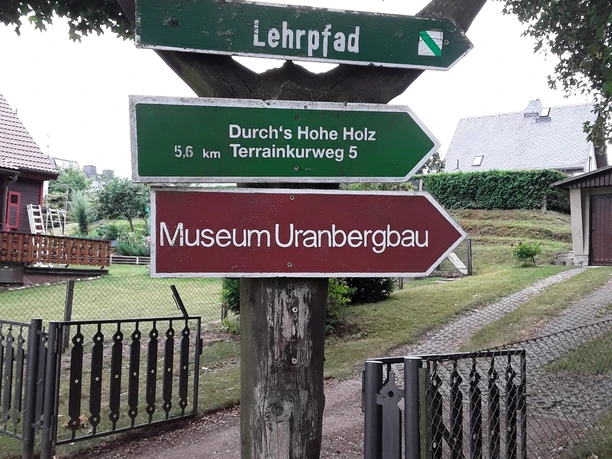 Lehrpfad
Durch's Hohe Holz
5,6 km Terrainkurweg 5
Museum Uranbergbau